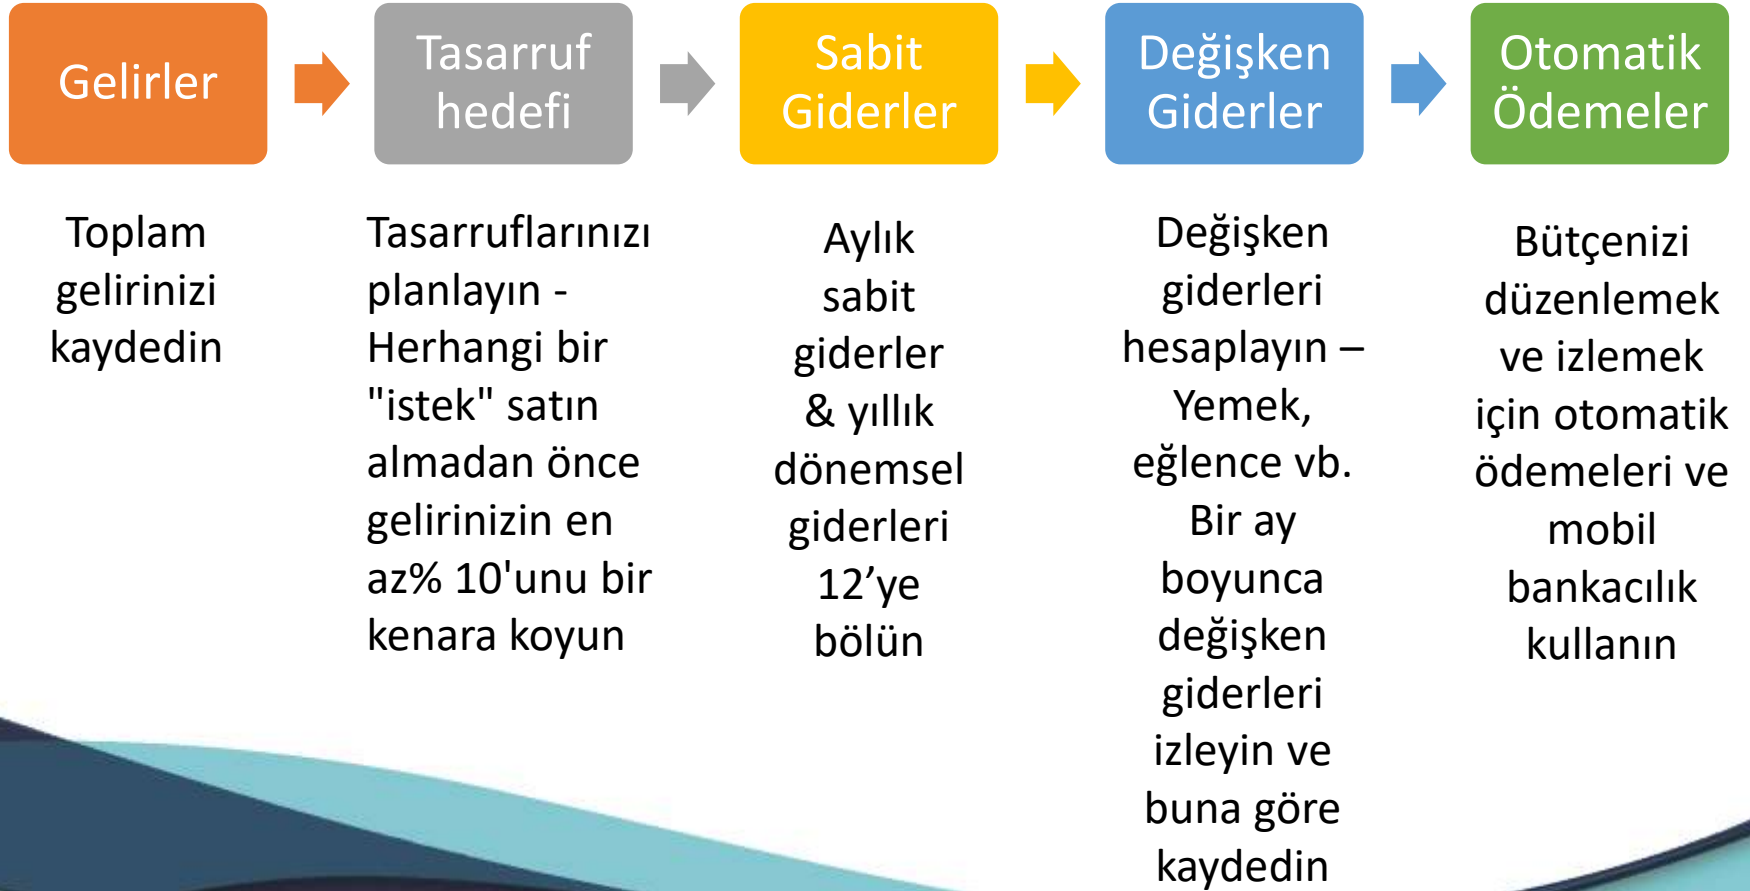 Gelirler
Tasarruf
hedefi
Sabit
Giderler
Değişken
Giderler
Otomatik
Ödemeler
Toplam
gelirinizi
kaydedin
Tasarruflarınızı
planlayın -
Herhangi bir
"istek" satın
almadan önce
gelirinizin en
az% 10'unu bir
kenara koyun
Aylık
sabit
giderler
& yıllık
dönemsel
giderleri
12’ye
bölün
Değişken
giderleri
hesaplayın –
Yemek,
eğlence vb.
Bir ay
boyunca
değişken
giderleri
izleyin ve
buna göre
kaydedin
Bütçenizi
düzenlemek
ve izlemek
için otomatik
ödemeleri ve
mobil
bankacılık
kullanın